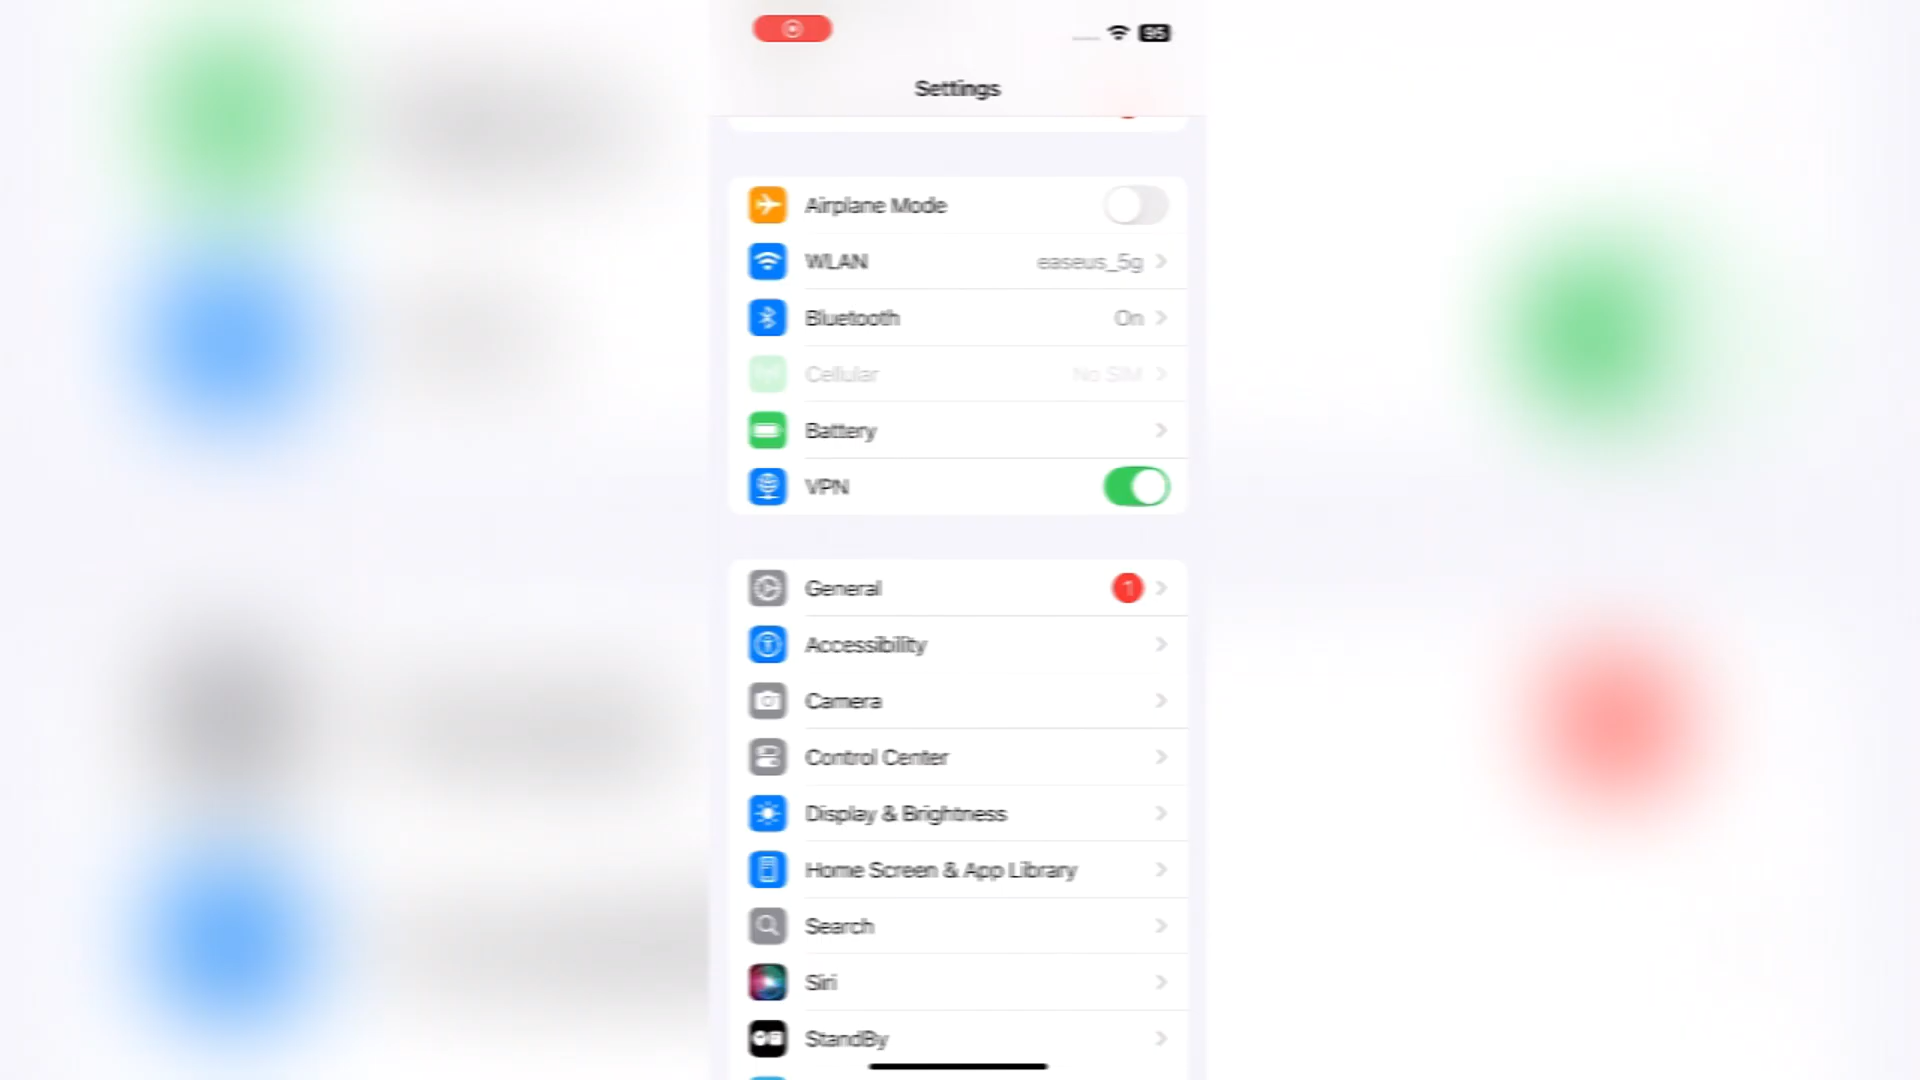 95
Settings
Airplane Mode
WLAN easeus_5g
Bluetooth On
Cellular No SIM
Battery
VPN
General 1
Accessibility
Camera
Control Center
Display & Brightness
Home Screen & App Library
Search
Siri
StandBy